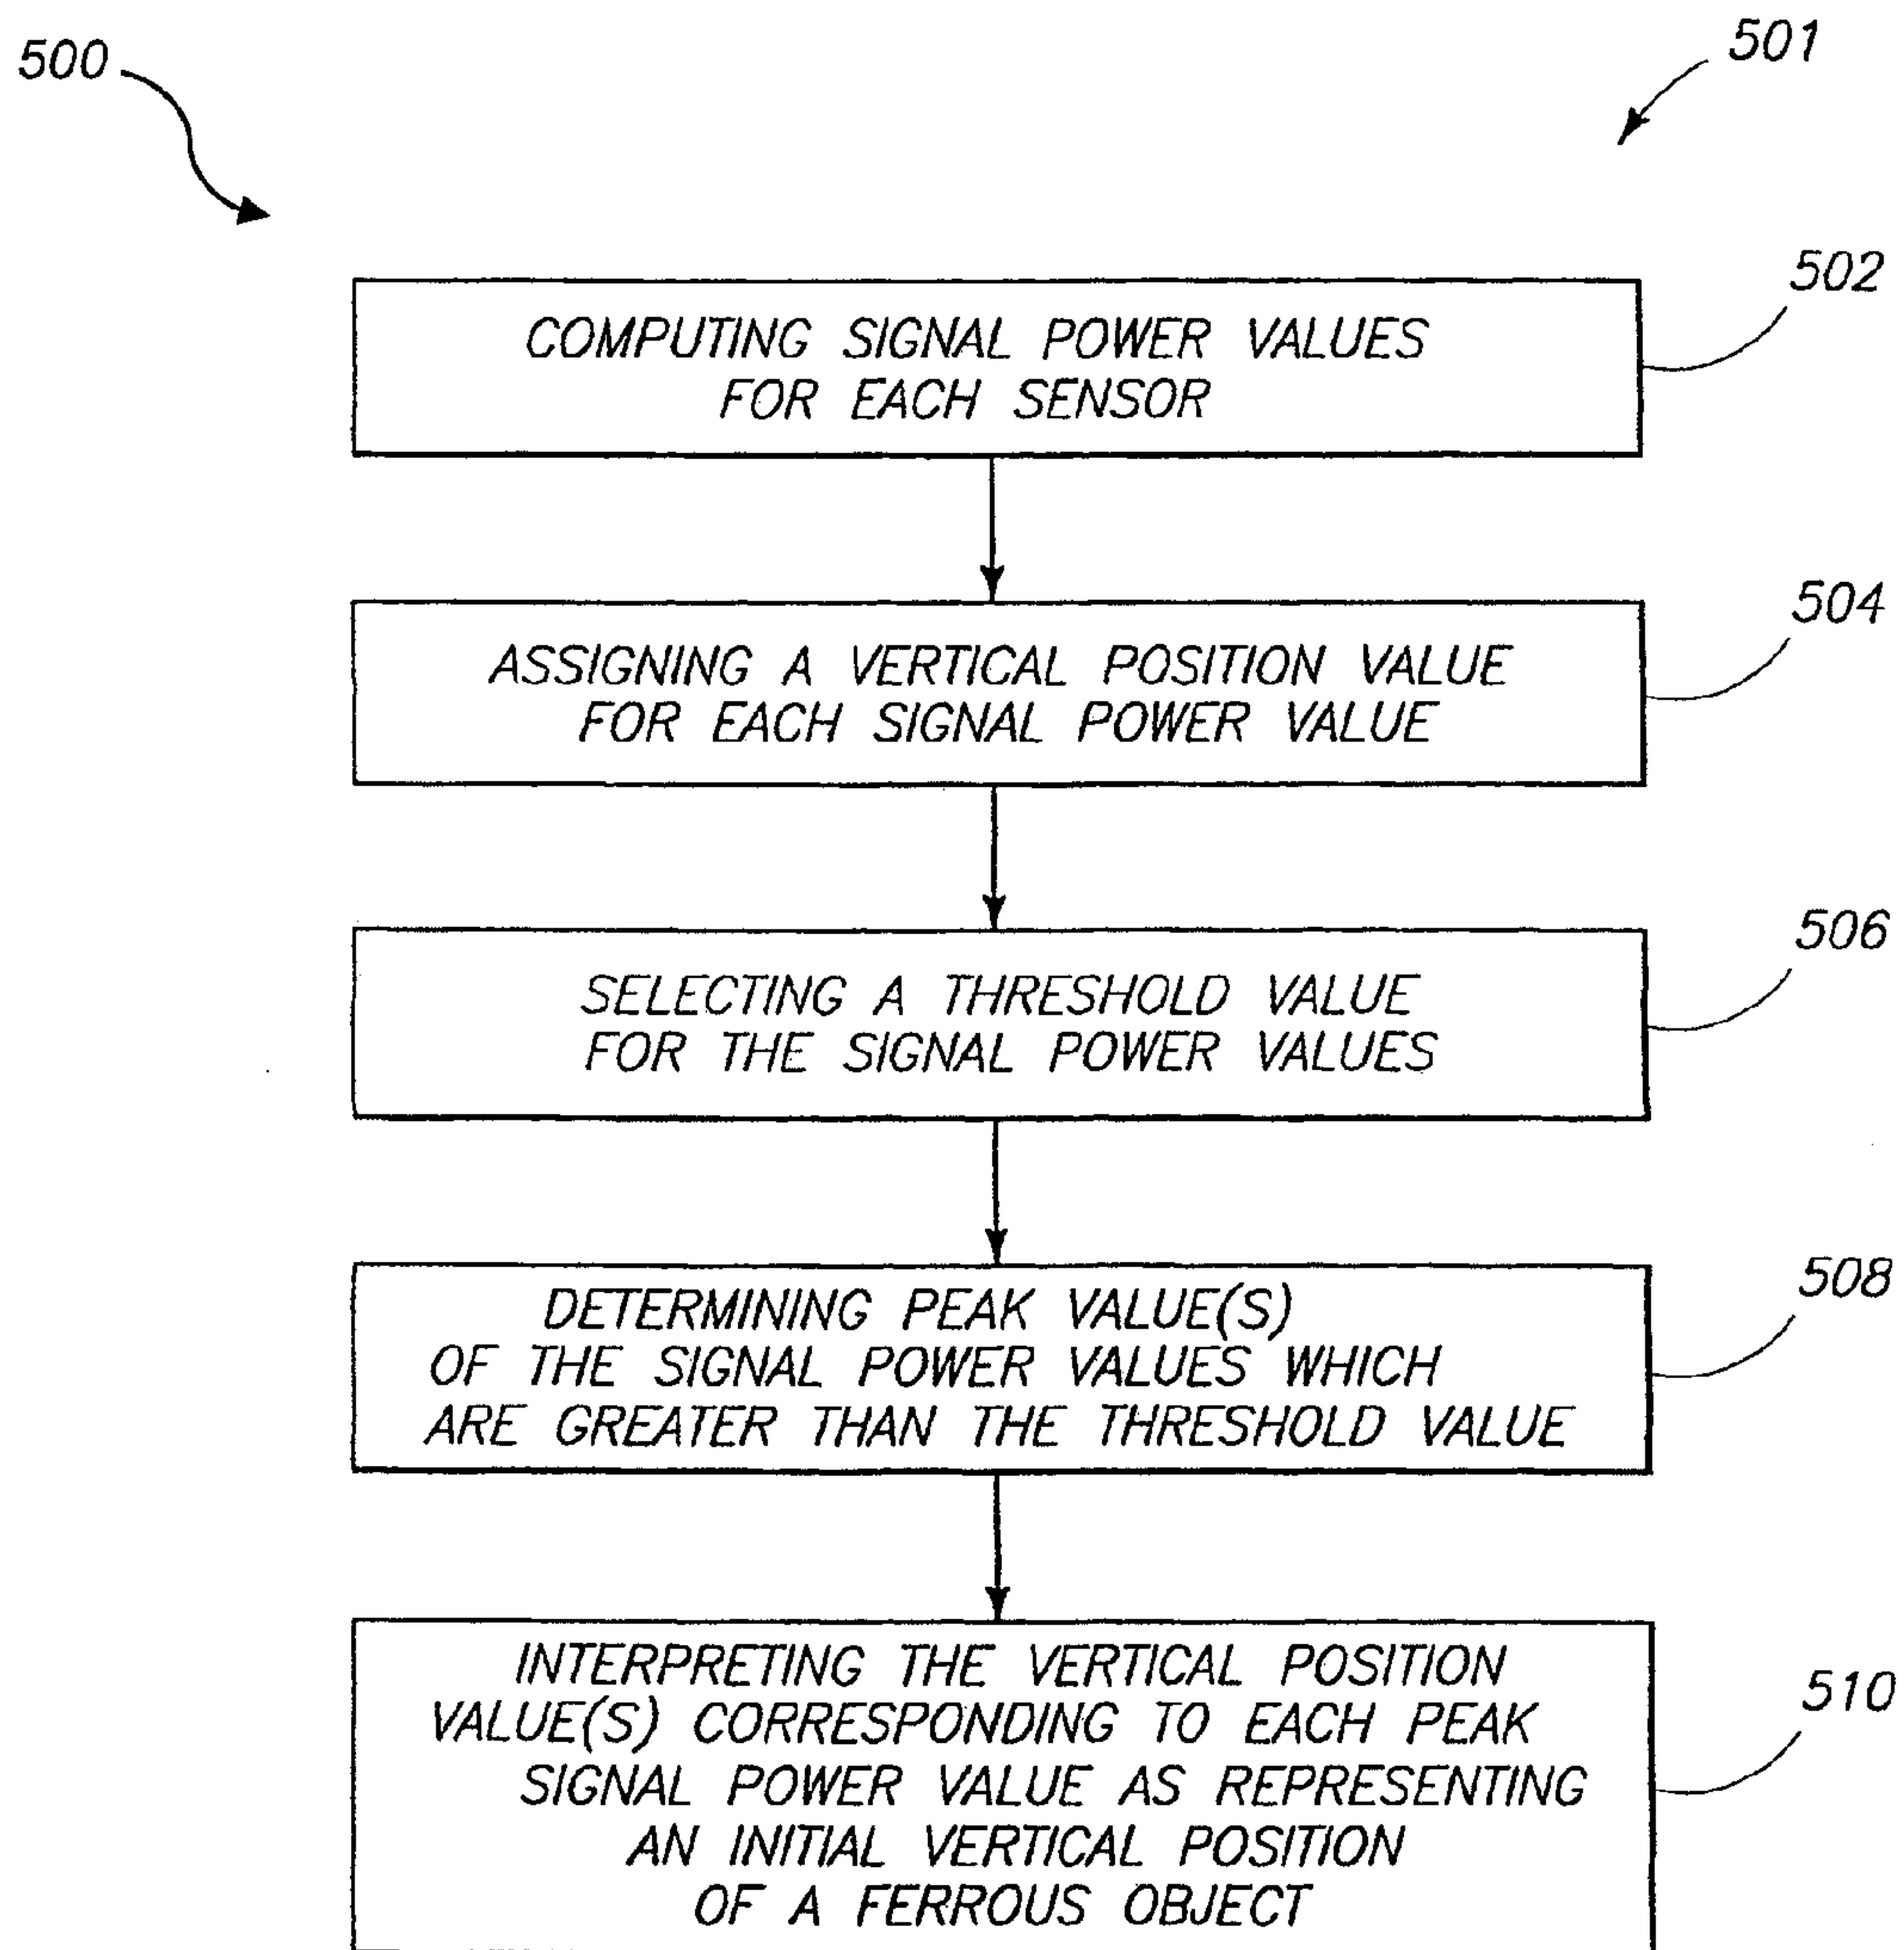 500
501
502
COMPUTING SIGNAL POWER VALUES
FOR EACH SENSOR
504
ASSIGNING A VERTICAL POSITION VALUE
FOR EACH SIGNAL POWER VALUE
506
SELECTING A THRESHOLD VALUE
FOR THE SIGNAL POWER VALUES
508
DETERMINING PEAK VALUE(S)
OF THE SIGNAL POWER VALUES WHICH
ARE GREATER THAN THE THRESHOLD VALUE
510
INTERPRETING THE VERTICAL POSITION
VALUE(S) CORRESPONDING TO EACH PEAK
SIGNAL POWER VALUE AS REPRESENTING
AN INITIAL VERTICAL POSITION
OF A FERROUS OBJECT